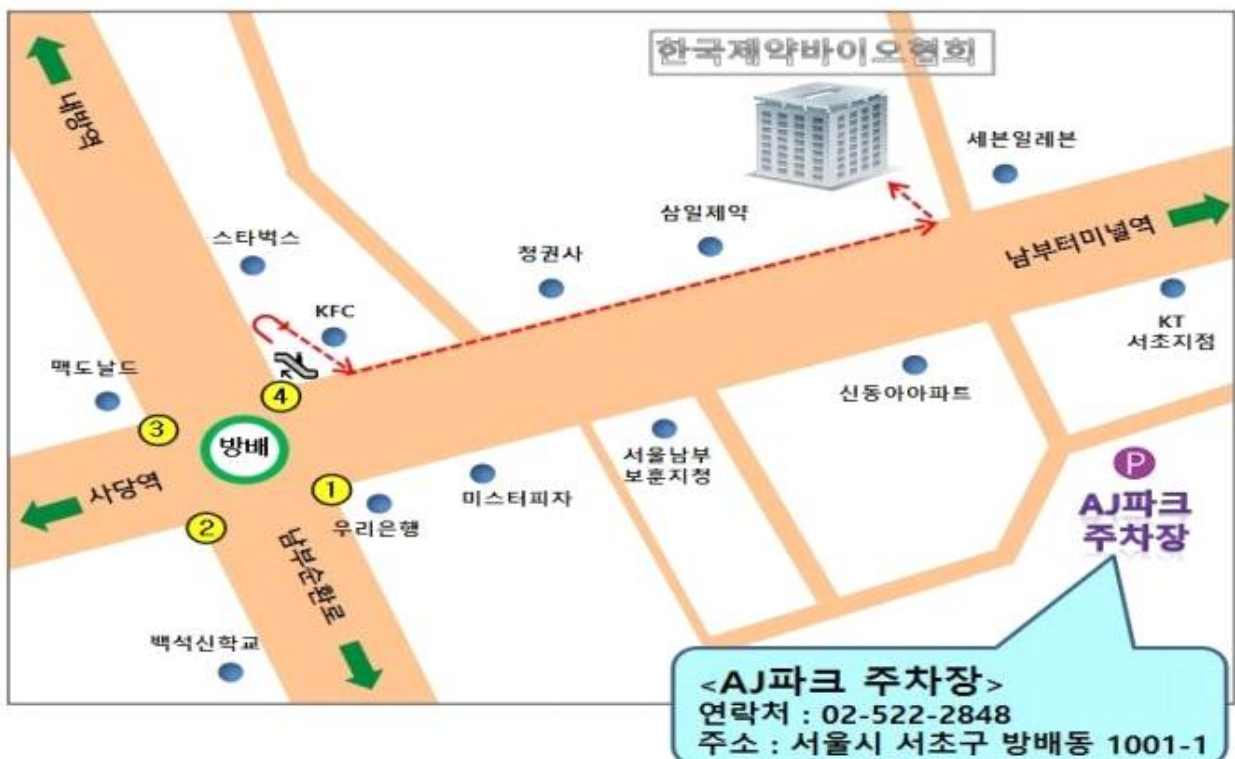 한국제약바이오협회
세븐일레븐
내방역
삼일제약
남부터미널역
스타벅스
청권사
KFC
KT
서초지점
맥도날드
4
신동아아파트
3
방배
서울남부
보훈지청
P
사당역
1
미스터피자
AJ파크
주차장
2
우리은행
남부순환로
백석신학교
<AJ파크 주차장>
연락처 : 02-522-2848
주소 : 서울시 서초구 방배동 1001-1